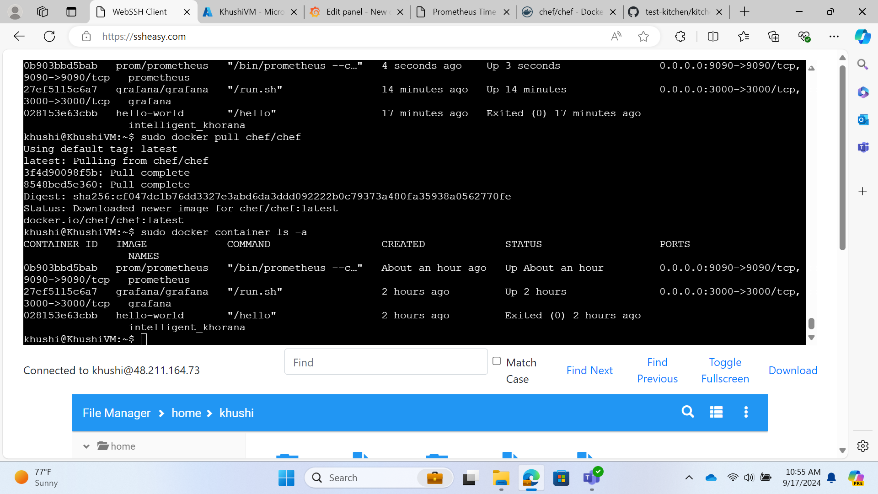 WebSSH Client
KhushiVM - Micro
Edit panel - New
Prometheus Time
chef/chef - Docke
test-kitchen/kitch
https://ssheasy.com
0b903bbd5bab prom/prometheus "/bin/prometheus --c…" 4 seconds ago Up 3 seconds 0.0.0.0:9090->9090/tcp,
9090->9090/tcp prometheus
27ef5115c6a7 grafana/grafana "/run.sh" 14 minutes ago Up 14 minutes 0.0.0.0:3000->3000/tcp,
3000->3000/tcp grafana
028153e63cbb hello-world "/hello" 17 minutes ago Exited (0) 17 minutes ago
intelligent_khorana
khushi@KhushiVM:~$ sudo docker pull chef/chef
Using default tag: latest
latest: Pulling from chef/chef
3f4d90098f5b: Pull complete
8548bed5c360: Pull complete
Digest: sha256:cf047dc1b76dd3327e3abd6da3ddd092222b0c79373a480fa35938a0562770fe
Status: Downloaded newer image for chef/chef:latest
docker.io/chef/chef:latest
khushi@KhushiVM:~$ sudo docker container ls -a
CONTAINER ID IMAGE COMMAND CREATED STATUS PORTS
NAMES
0b903bbd5bab prom/prometheus "/bin/prometheus --c…" About an hour ago Up About an hour 0.0.0.0:9090->9090/tcp,
9090->9090/tcp prometheus
27ef5115c6a7 grafana/grafana "/run.sh" 2 hours ago Up 2 hours 0.0.0.0:3000->3000/tcp,
3000->3000/tcp grafana
028153e63cbb hello-world "/hello" 2 hours ago Exited (0) 2 hours ago
intelligent_khorana
khushi@KhushiVM:~$
Connected to khushi@48.211.164.73
Find
Match Case
Find Next
Find Previous
Toggle Fullscreen
Download
File Manager > home > khushi
home
77°F
Sunny
Search
10:55 AM
9/17/2024